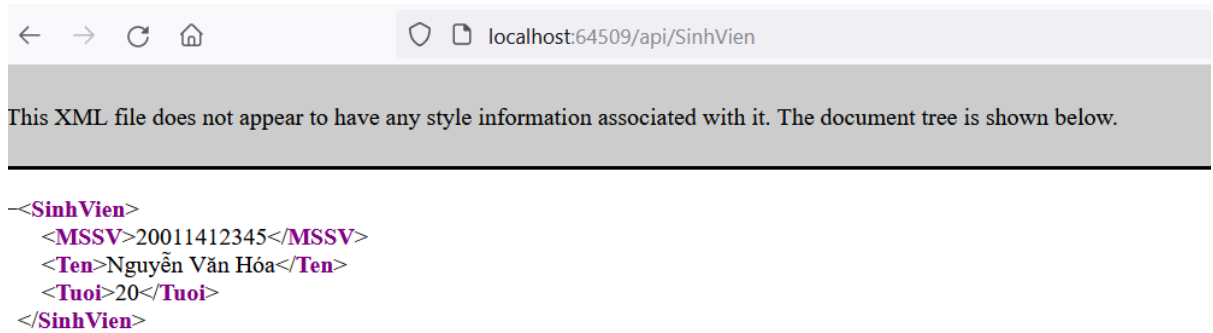 localhost:64509/api/SinhVien
This XML file does not appear to have any style information associated with it. The document tree is shown below.
-<SinhVien>
<MSSV>20011412345</MSSV>
<Ten>Nguyễn Văn Hóa</Ten>
<Tuoi>20</Tuoi>
</SinhVien>